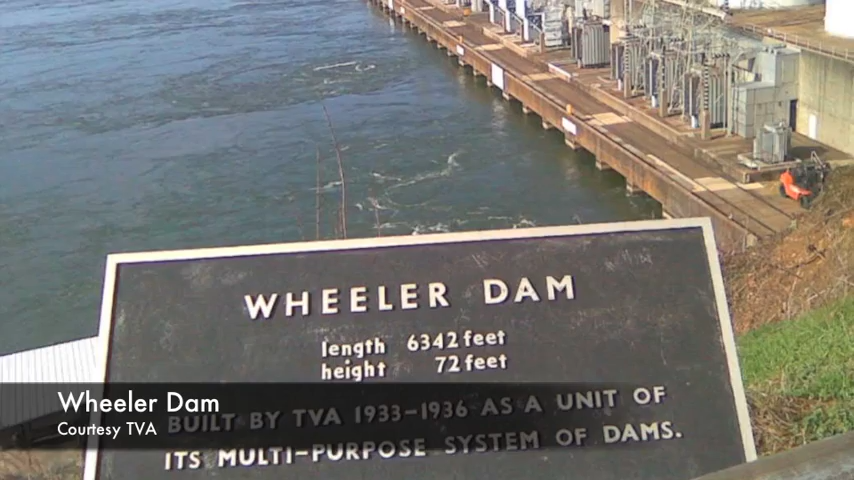 WHEELER DAM
length 6342 feet
height 72 feet
BUILT BY TVA 1933-1936 AS A UNIT OF
ITS MULTI-PURPOSE SYSTEM OF DAMS.
Wheeler Dam
Courtesy TVA